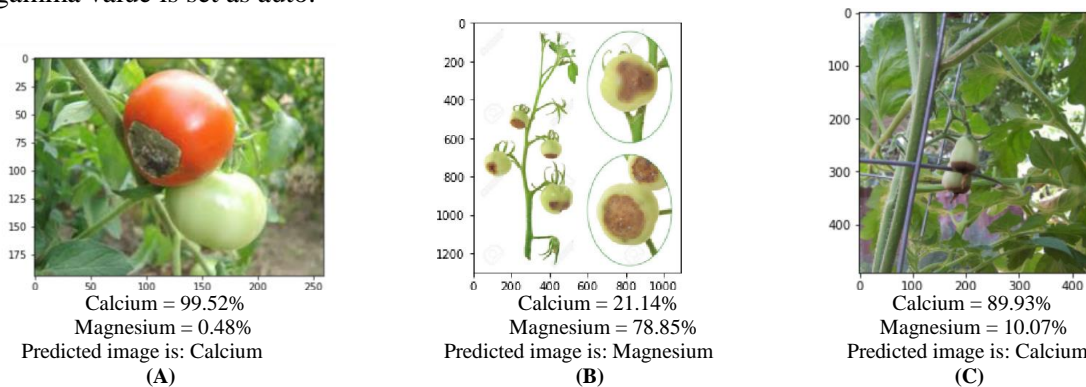 gamma value is set as auto.
0
25
50
75
100
125
150
175
0 50 100 150 200 250
Calcium = 99.52%
Magnesium = 0.48%
Predicted image is: Calcium
(A)
0
200
400
600
800
1000
1200
0 200 400 600 800 1000
Calcium = 21.14%
Magnesium = 78.85%
Predicted image is: Magnesium
(B)
0
100
200
300
400
0 100 200 300 400
Calcium = 89.93%
Magnesium = 10.07%
Predicted image is: Calcium
(C)